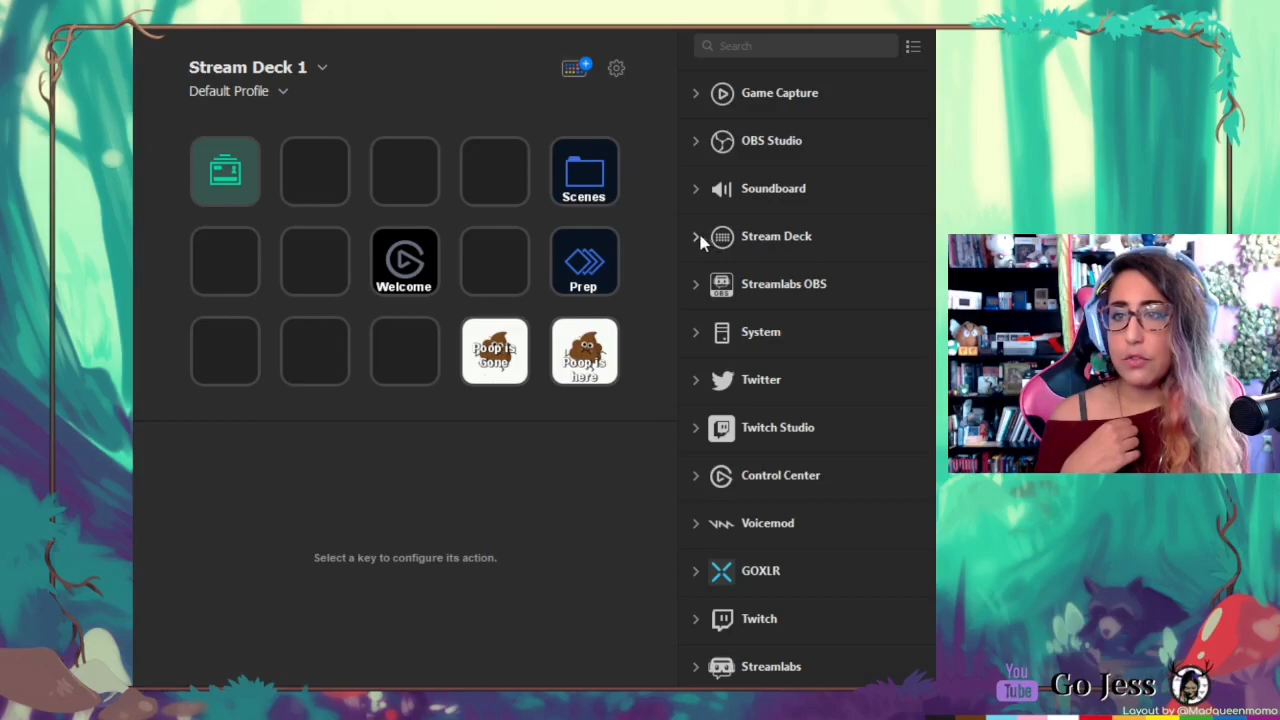 Stream Deck 1
Default Profile
Scenes
Welcome
Prep
Poop is
Gone
Poop is
here
Select a key to configure its action.
Search
Game Capture
OBS Studio
Soundboard
Stream Deck
OBS
Streamlabs OBS
System
Twitter
Twitch Studio
Control Center
Voicemod
GOXLR
Twitch
Streamlabs
You
Tube
Go Jess
Layout by @Madqueenmomo